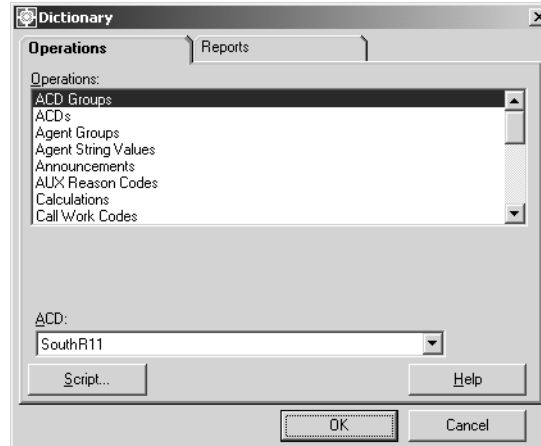 Dictionary
Operations Reports
Operations:
ACD Groups
ACDs
Agent Groups
Agent String Values
Announcements
AUX Reason Codes
Calculations
Call Work Codes
ACD:
SouthR11
Script... Help
OK Cancel